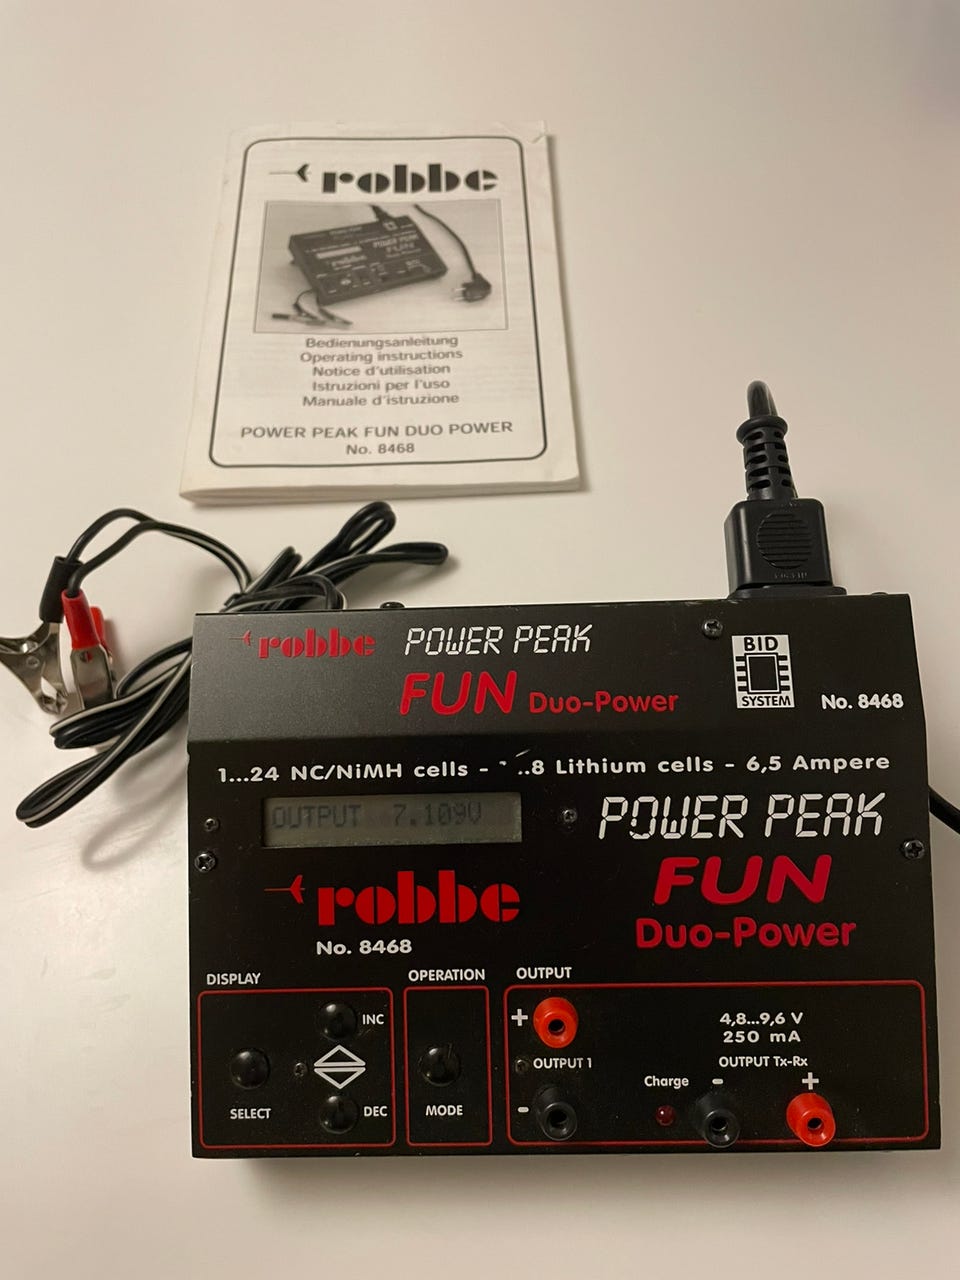 robbe
Bedienungsanleitung
Operating instructions
Notice d'utilisation
Istruzioni per l'uso
Manuale d'istruzione
POWER PEAK FUN DUO POWER
No. 8468
robbe POWER PEAK
FUN Duo-Power
BID
SYSTEM
No. 8468
1...24 NC/NiMH cells - ..8 Lithium cells - 6,5 Ampere
OUTPUT 7.109V
POWER PEAK
FUN
Duo-Power
robbe
No. 8468
DISPLAY
INC
SELECT
DEC
OPERATION
MODE
OUTPUT
+
OUTPUT 1
-
4,8...9,6 V
250 mA
OUTPUT Tx-Rx
Charge - +